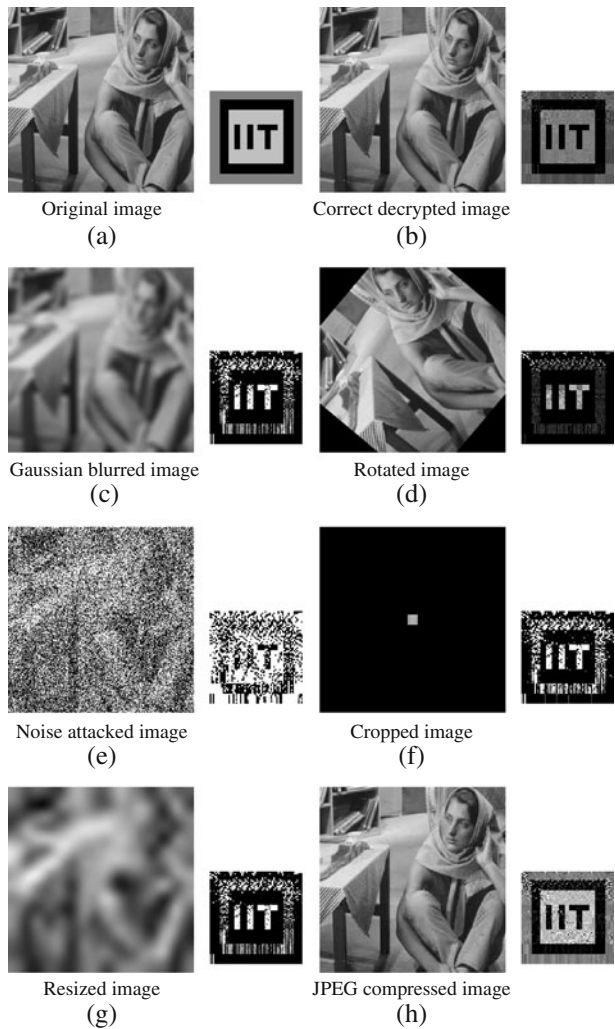 IIT
IIT
Original image
Correct decrypted image
(a)
(b)
IIT
IIT
Gaussian blurred image
Rotated image
(c)
(d)
IIT
IIT
Noise attacked image
Cropped image
(e)
(f)
IIT
IIT
Resized image
JPEG compressed image
(g)
(h)